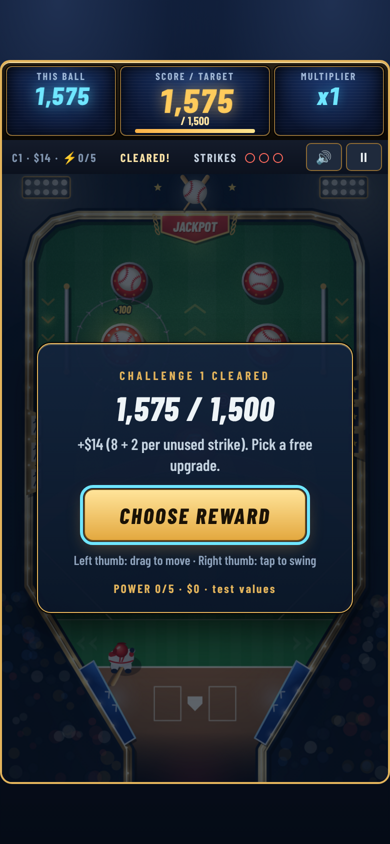 THIS BALL
1,575
SCORE / TARGET
1,575
/ 1,500
MULTIPLIER
x1
C1 · $14 · ⚡0/5
CLEARED!
STRIKES
JACKPOT
+100
CHALLENGE 1 CLEARED
1,575 / 1,500
+$14 (8 + 2 per unused strike). Pick a free
upgrade.
CHOOSE REWARD
Left thumb: drag to move · Right thumb: tap to swing
POWER 0/5 · $0 · test values